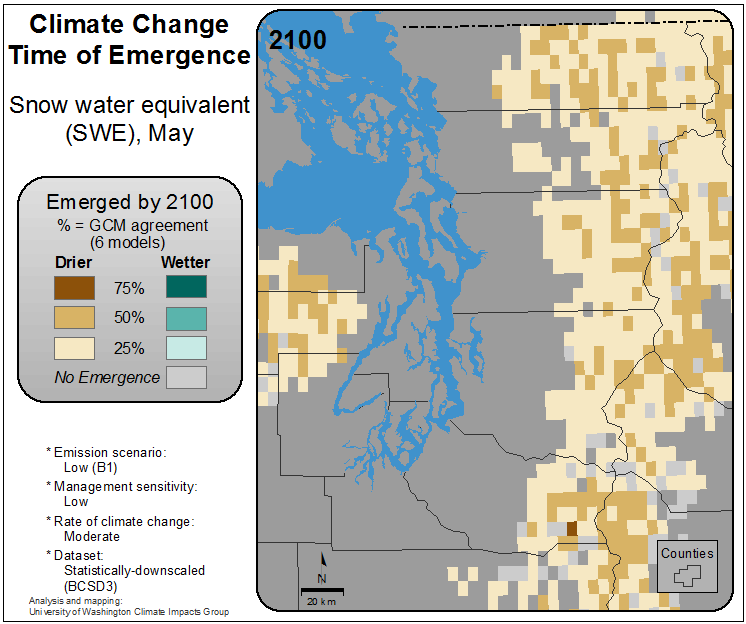 Climate Change
Time of Emergence
Snow water equivalent
(SWE), May
Emerged by 2100
% = GCM agreement
(6 models)
Drier Wetter
75%
50%
25%
No Emergence
* Emission scenario:
Low (B1)
* Management sensitivity:
Low
* Rate of climate change:
Moderate
* Dataset:
Statistically-downscaled
(BCSD3)
Analysis and mapping:
University of Washington Climate Impacts Group
2100
N
20 km
Counties